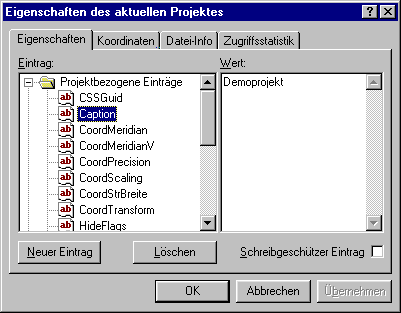 Eigenschaften des aktuellen Projektes
Eigenschaften Koordinaten Datei-Info Zugriffsstatistik
Eintrag: Wert:
Projektbezogene Einträge Demoprojekt
ab CSSGuid
ab Caption
ab CoordMeridian
ab CoordMeridianV
ab CoordPrecision
ab CoordScaling
ab CoordStrBreite
ab CoordTransform
ab HideFlags
Neuer Eintrag Löschen Schreibgeschützer Eintrag
OK Abbrechen Übernehmen